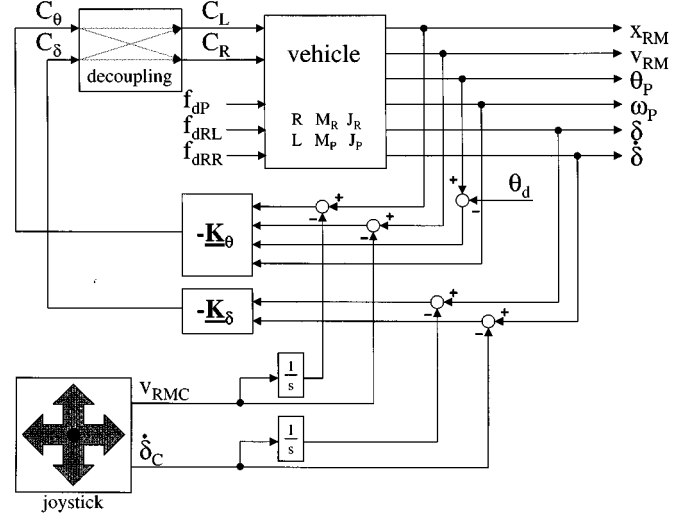 C_θ C_L x_RM
C_δ C_R v_RM
decoupling
vehicle
θ_P
f_dP ω_P
R M_R J_R
f_dRL δ
L M_P J_P
f_dRR δ̇
+
+ − θ_d
− +
-K_θ
− +
-K_δ
− +
− +
v_RMC 1/s
δ̇_C 1/s
joystick